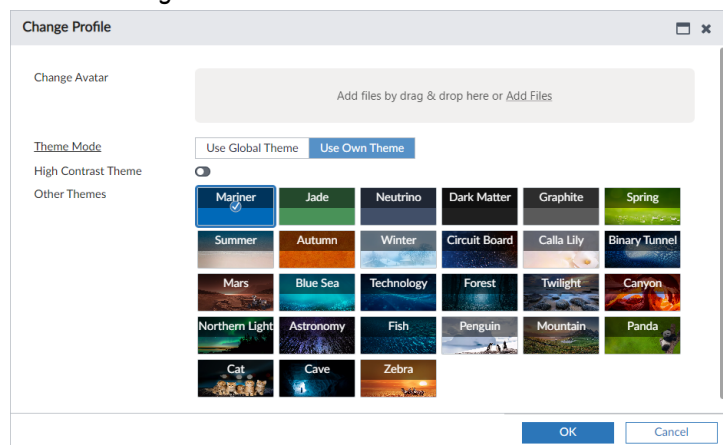 Change Profile
Change Avatar
Add files by drag & drop here or Add Files
Theme Mode
Use Global Theme
Use Own Theme
High Contrast Theme
Other Themes
Mariner
Jade
Neutrino
Dark Matter
Graphite
Spring
Summer
Autumn
Winter
Circuit Board
Calla Lily
Binary Tunnel
Mars
Blue Sea
Technology
Forest
Twilight
Canyon
Northern Light
Astronomy
Fish
Penguin
Mountain
Panda
Cat
Cave
Zebra
OK
Cancel